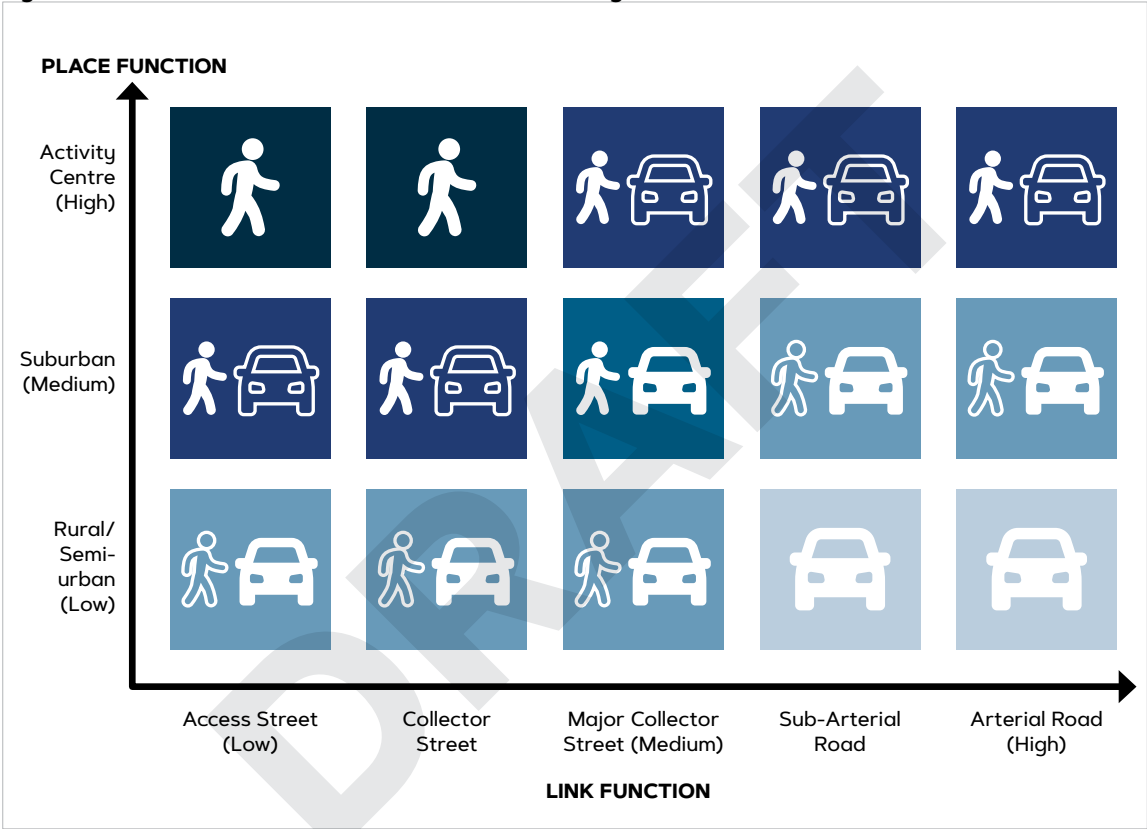 PLACE FUNCTION
Activity
Centre
(High)
Suburban
(Medium)
Rural/
Semi-
urban
(Low)
Access Street
(Low)
Collector
Street
Major Collector
Street (Medium)
Sub-Arterial
Road
Arterial Road
(High)
LINK FUNCTION
DRAFT